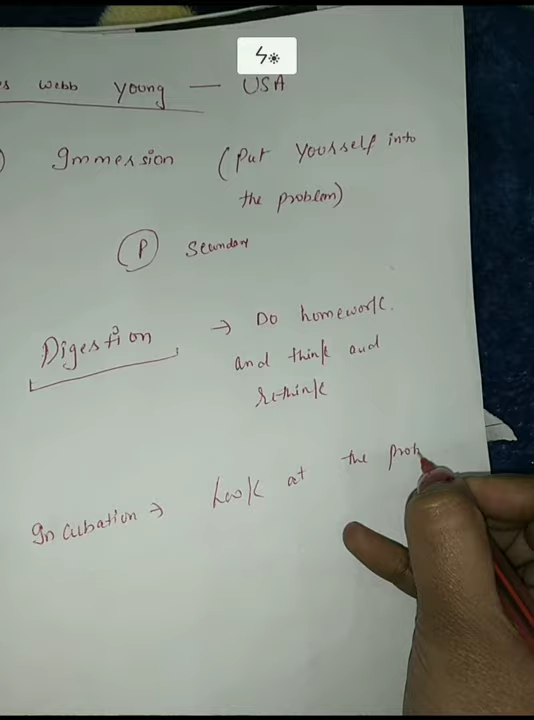 s webb young — USA
) Immersion (Put yourself into
the problem)
P Secondary
Digestion → Do homework.
and think and
rethink
Incubation → Look at the prob